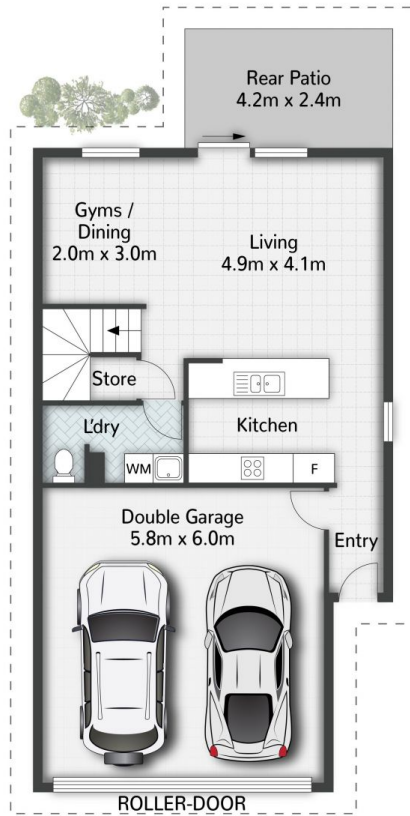 Rear Patio
4.2m x 2.4m
Gyms /
Dining
2.0m x 3.0m
Living
4.9m x 4.1m
Store
L'dry
Kitchen
WM
F
Double Garage
5.8m x 6.0m
Entry
ROLLER-DOOR